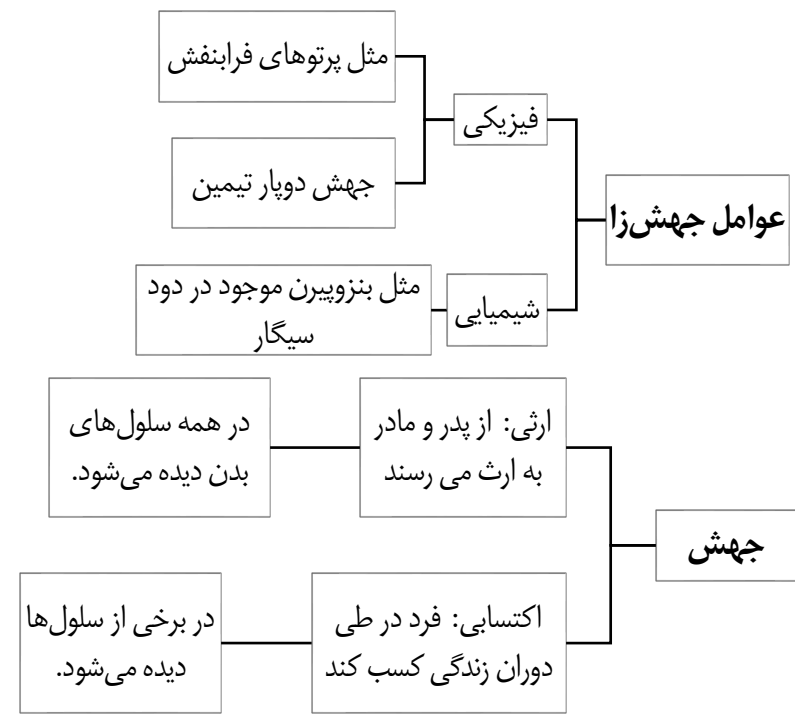 عوامل جهش‌زا
فیزیکی
مثل پرتوهای فرابنفش
جهش دوپار تیمین
شیمیایی
مثل بنزوپیرن موجود در دود
سیگار
جهش
ارثی: از پدر و مادر
به ارث می رسند
در همه سلول‌های
بدن دیده می‌شود.
اکتسابی: فرد در طی
دوران زندگی کسب کند
در برخی از سلول‌ها
دیده می‌شود.